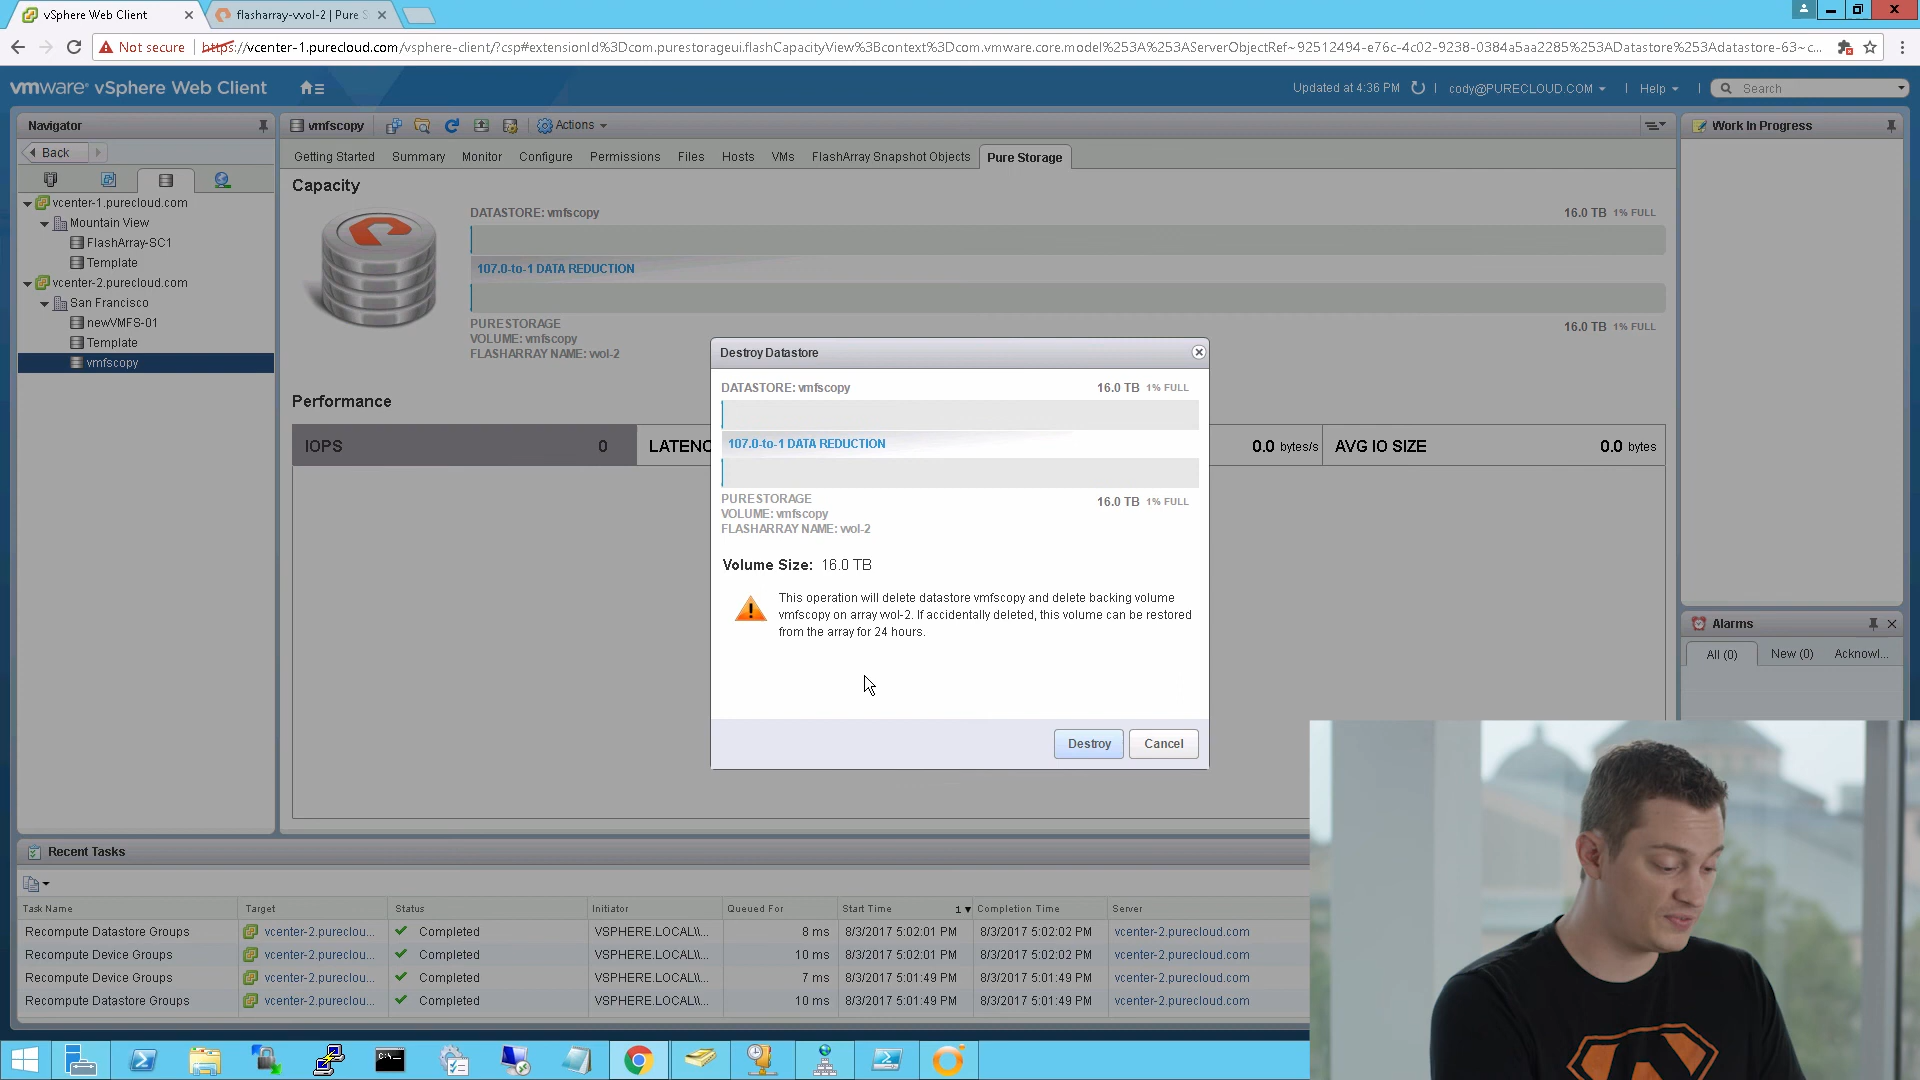 vSphere Web Client
flasharray-vvol-2 | Pure S
Not secure
https://vcenter-1.purecloud.com/vsphere-client/?csp#extensionId%3Dcom.purestorageui.flashCapacityView%3Bcontext%3Dcom.vmware.core.model%253A%253AServerObjectRef~92512494-e76c-4c02-9238-0384a5aa2285%253ADatastore%253Adatastore-63~c...
vmware® vSphere Web Client
Updated at 4:36 PM
cody@PURECLOUD.COM
Help
Search
Navigator
Back
vcenter-1.purecloud.com
Mountain View
FlashArray-SC1
Template
vcenter-2.purecloud.com
San Francisco
newVMFS-01
Template
vmfscopy
vmfscopy
Actions
Getting Started
Summary
Monitor
Configure
Permissions
Files
Hosts
VMs
FlashArray Snapshot Objects
Pure Storage
Capacity
DATASTORE: vmfscopy
16.0 TB 1% FULL
107.0-to-1 DATA REDUCTION
PURESTORAGE
VOLUME: vmfscopy
FLASHARRAY NAME: vvol-2
16.0 TB 1% FULL
Performance
IOPS 0
LATENC
0.0 bytes/s
AVG IO SIZE
0.0 bytes
Destroy Datastore
DATASTORE: vmfscopy
16.0 TB 1% FULL
107.0-to-1 DATA REDUCTION
PURESTORAGE
VOLUME: vmfscopy
FLASHARRAY NAME: vvol-2
16.0 TB 1% FULL
Volume Size: 16.0 TB
This operation will delete datastore vmfscopy and delete backing volume
vmfscopy on array vvol-2. If accidentally deleted, this volume can be restored
from the array for 24 hours.
Destroy
Cancel
Work In Progress
Alarms
All (0)
New (0)
Acknowl...
Recent Tasks
Task Name Target Status Initiator Queued For Start Time 1 Completion Time Server
Recompute Datastore Groups vcenter-2.pureclou... Completed VSPHERE.LOCAL\\... 8 ms 8/3/2017 5:02:01 PM 8/3/2017 5:02:02 PM vcenter-2.purecloud.com
Recompute Device Groups vcenter-2.pureclou... Completed VSPHERE.LOCAL\\... 10 ms 8/3/2017 5:02:01 PM 8/3/2017 5:02:02 PM vcenter-2.purecloud.com
Recompute Device Groups vcenter-2.pureclou... Completed VSPHERE.LOCAL\\... 7 ms 8/3/2017 5:01:49 PM 8/3/2017 5:01:49 PM vcenter-2.purecloud.com
Recompute Datastore Groups vcenter-2.pureclou... Completed VSPHERE.LOCAL\\... 10 ms 8/3/2017 5:01:49 PM 8/3/2017 5:01:49 PM vcenter-2.purecloud.com